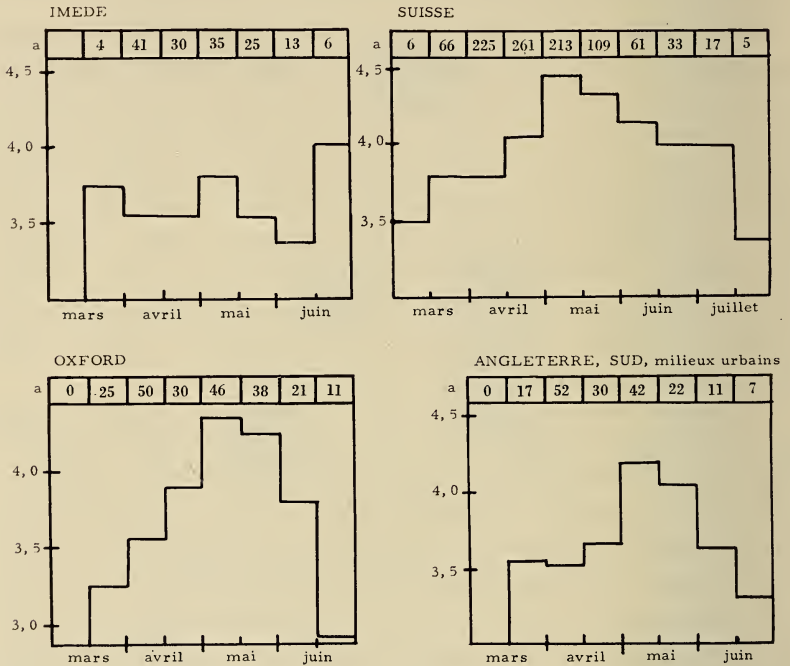 IMEDE
a 4 41 30 35 25 13 6
4,5
4,0
3,5
mars avril mai juin
SUISSE
a 6 66 225 261 213 109 61 33 17 5
4,5
4,0
3,5
mars avril mai juin juillet
OXFORD
a 0 25 50 30 46 38 21 11
4,0
3,5
3,0
mars avril mai juin
ANGLETERRE, SUD, milieux urbains
a 0 17 52 30 42 22 11 7
4,5
4,0
3,5
mars avril mai juin